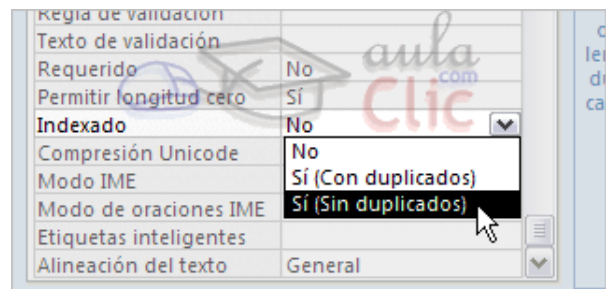 Regla de validación
Texto de validación
Requerido No
Permitir longitud cero Sí
Indexado No
Compresión Unicode No
Modo IME Sí (Con duplicados)
Modo de oraciones IME Sí (Sin duplicados)
Etiquetas inteligentes
Alineación del texto General
aula
Clic
.com